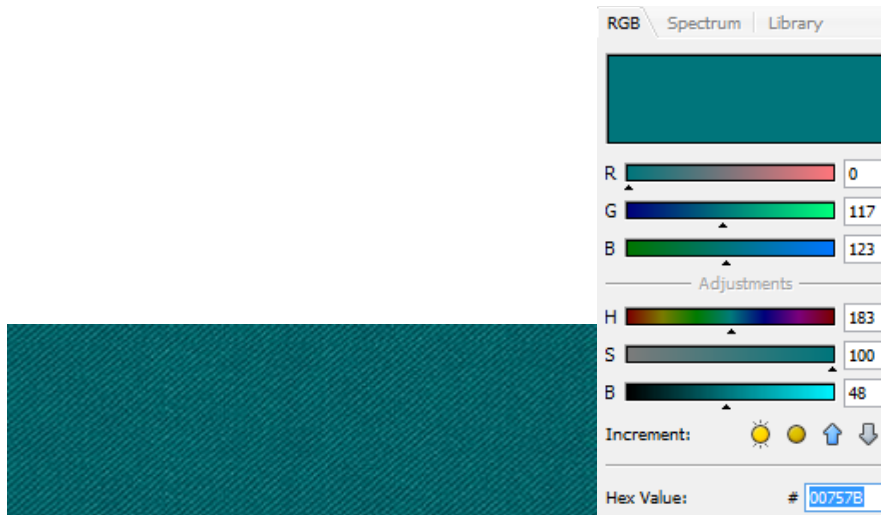 RGB Spectrum Library
R 0
G 117
B 123
Adjustments
H 183
S 100
B 48
Increment:
Hex Value: # 00757B